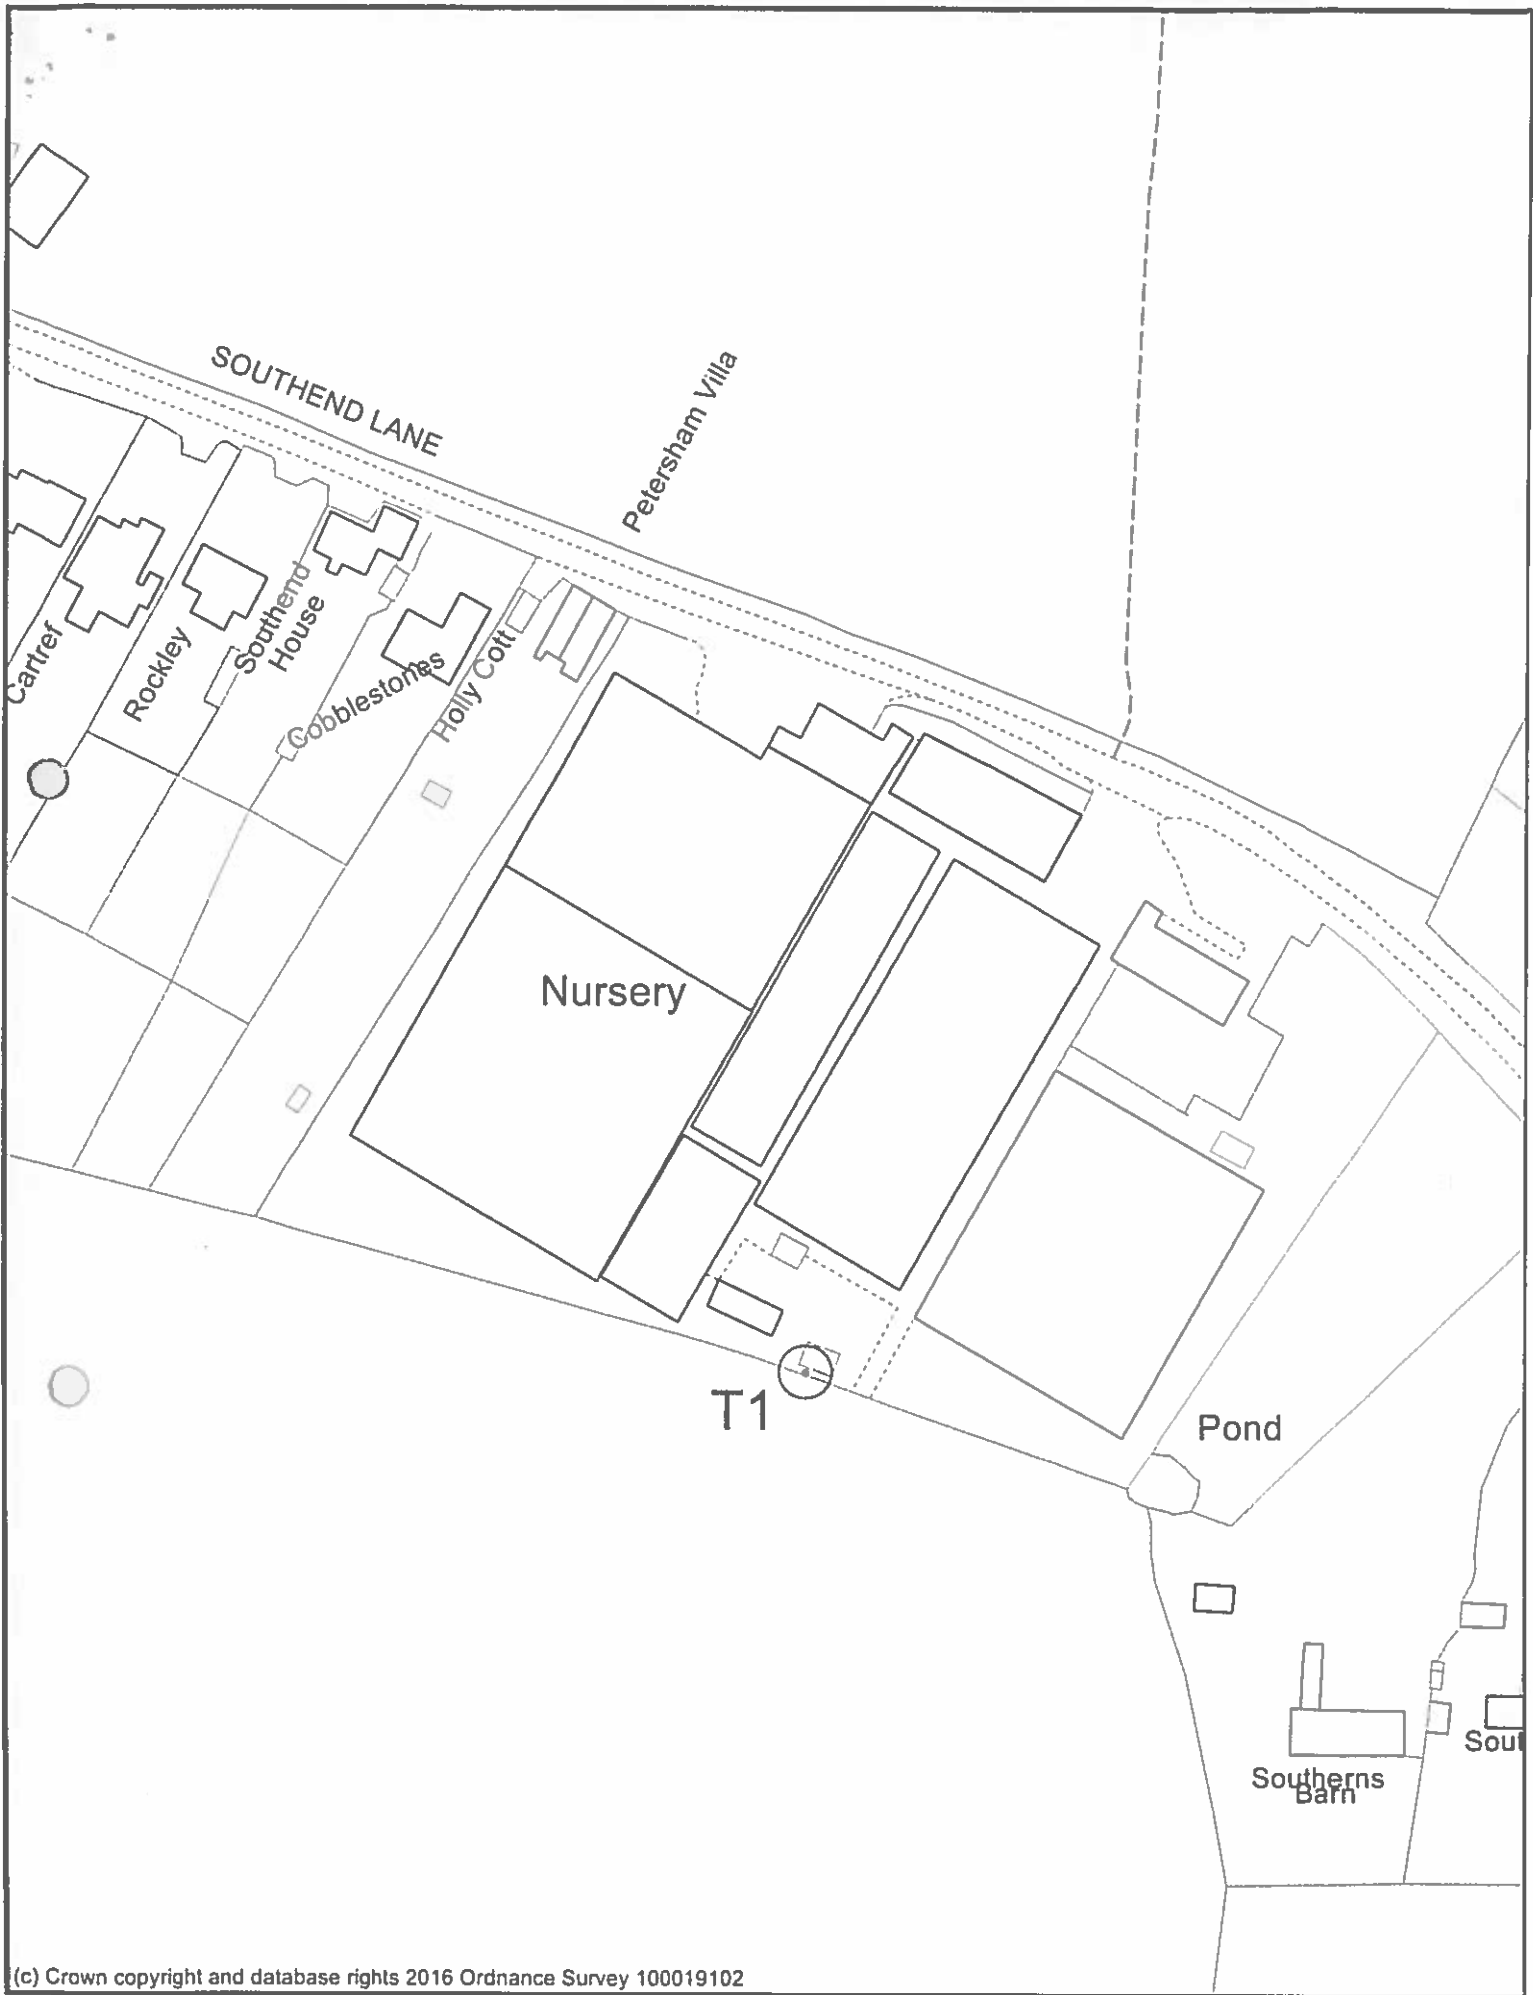 SOUTHEND LANE
Petersham Villa
Cartref
Rockley
Southend
House
Cobblestones
Holly Cott
Nursery
T1
Pond
Sout
Southerns
Barn
(c) Crown copyright and database rights 2016 Ordnance Survey 100019102